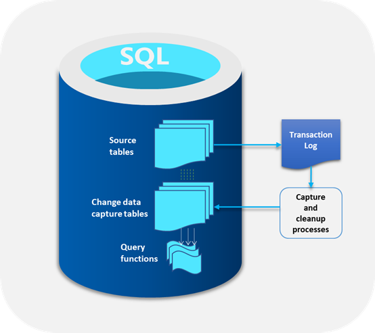 SQL
Source
tables
Transaction
Log
Change data
capture tables
Capture
and
cleanup
processes
Query
functions